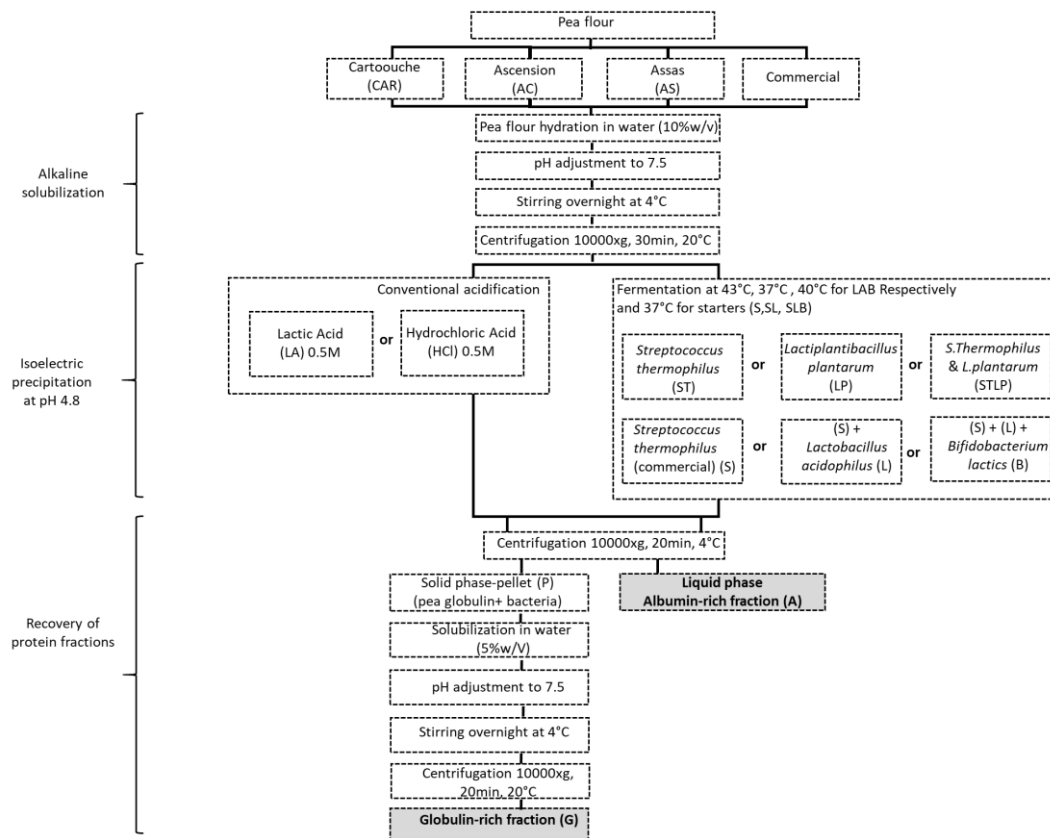 Pea flour
Cartoouche
(CAR)
Ascension
(AC)
Assas
(AS)
Commercial
Alkaline
solubilization
Pea flour hydration in water (10%w/v)
pH adjustment to 7.5
Stirring overnight at 4°C
Centrifugation 10000xg, 30min, 20°C
Isoelectric
precipitation
at pH 4.8
Conventional acidification
Lactic Acid
(LA) 0.5M
or
Hydrochloric Acid
(HCl) 0.5M
Fermentation at 43°C, 37°C , 40°C for LAB Respectively
and 37°C for starters (S,SL, SLB)
Streptococcus
thermophilus
(ST)
or
Lactiplantibacillus
plantarum
(LP)
or
S.Thermophilus
& L.plantarum
(STLP)
Streptococcus
thermophilus
(commercial) (S)
or
(S) +
Lactobacillus
acidophilus (L)
or
(S) + (L) +
Bifidobacterium
lactics (B)
Recovery of
protein fractions
Centrifugation 10000xg, 20min, 4°C
Solid phase-pellet (P)
(pea globulin+ bacteria)
Liquid phase
Albumin-rich fraction (A)
Solubilization in water
(5%w/V)
pH adjustment to 7.5
Stirring overnight at 4°C
Centrifugation 10000xg,
20min, 20°C
Globulin-rich fraction (G)